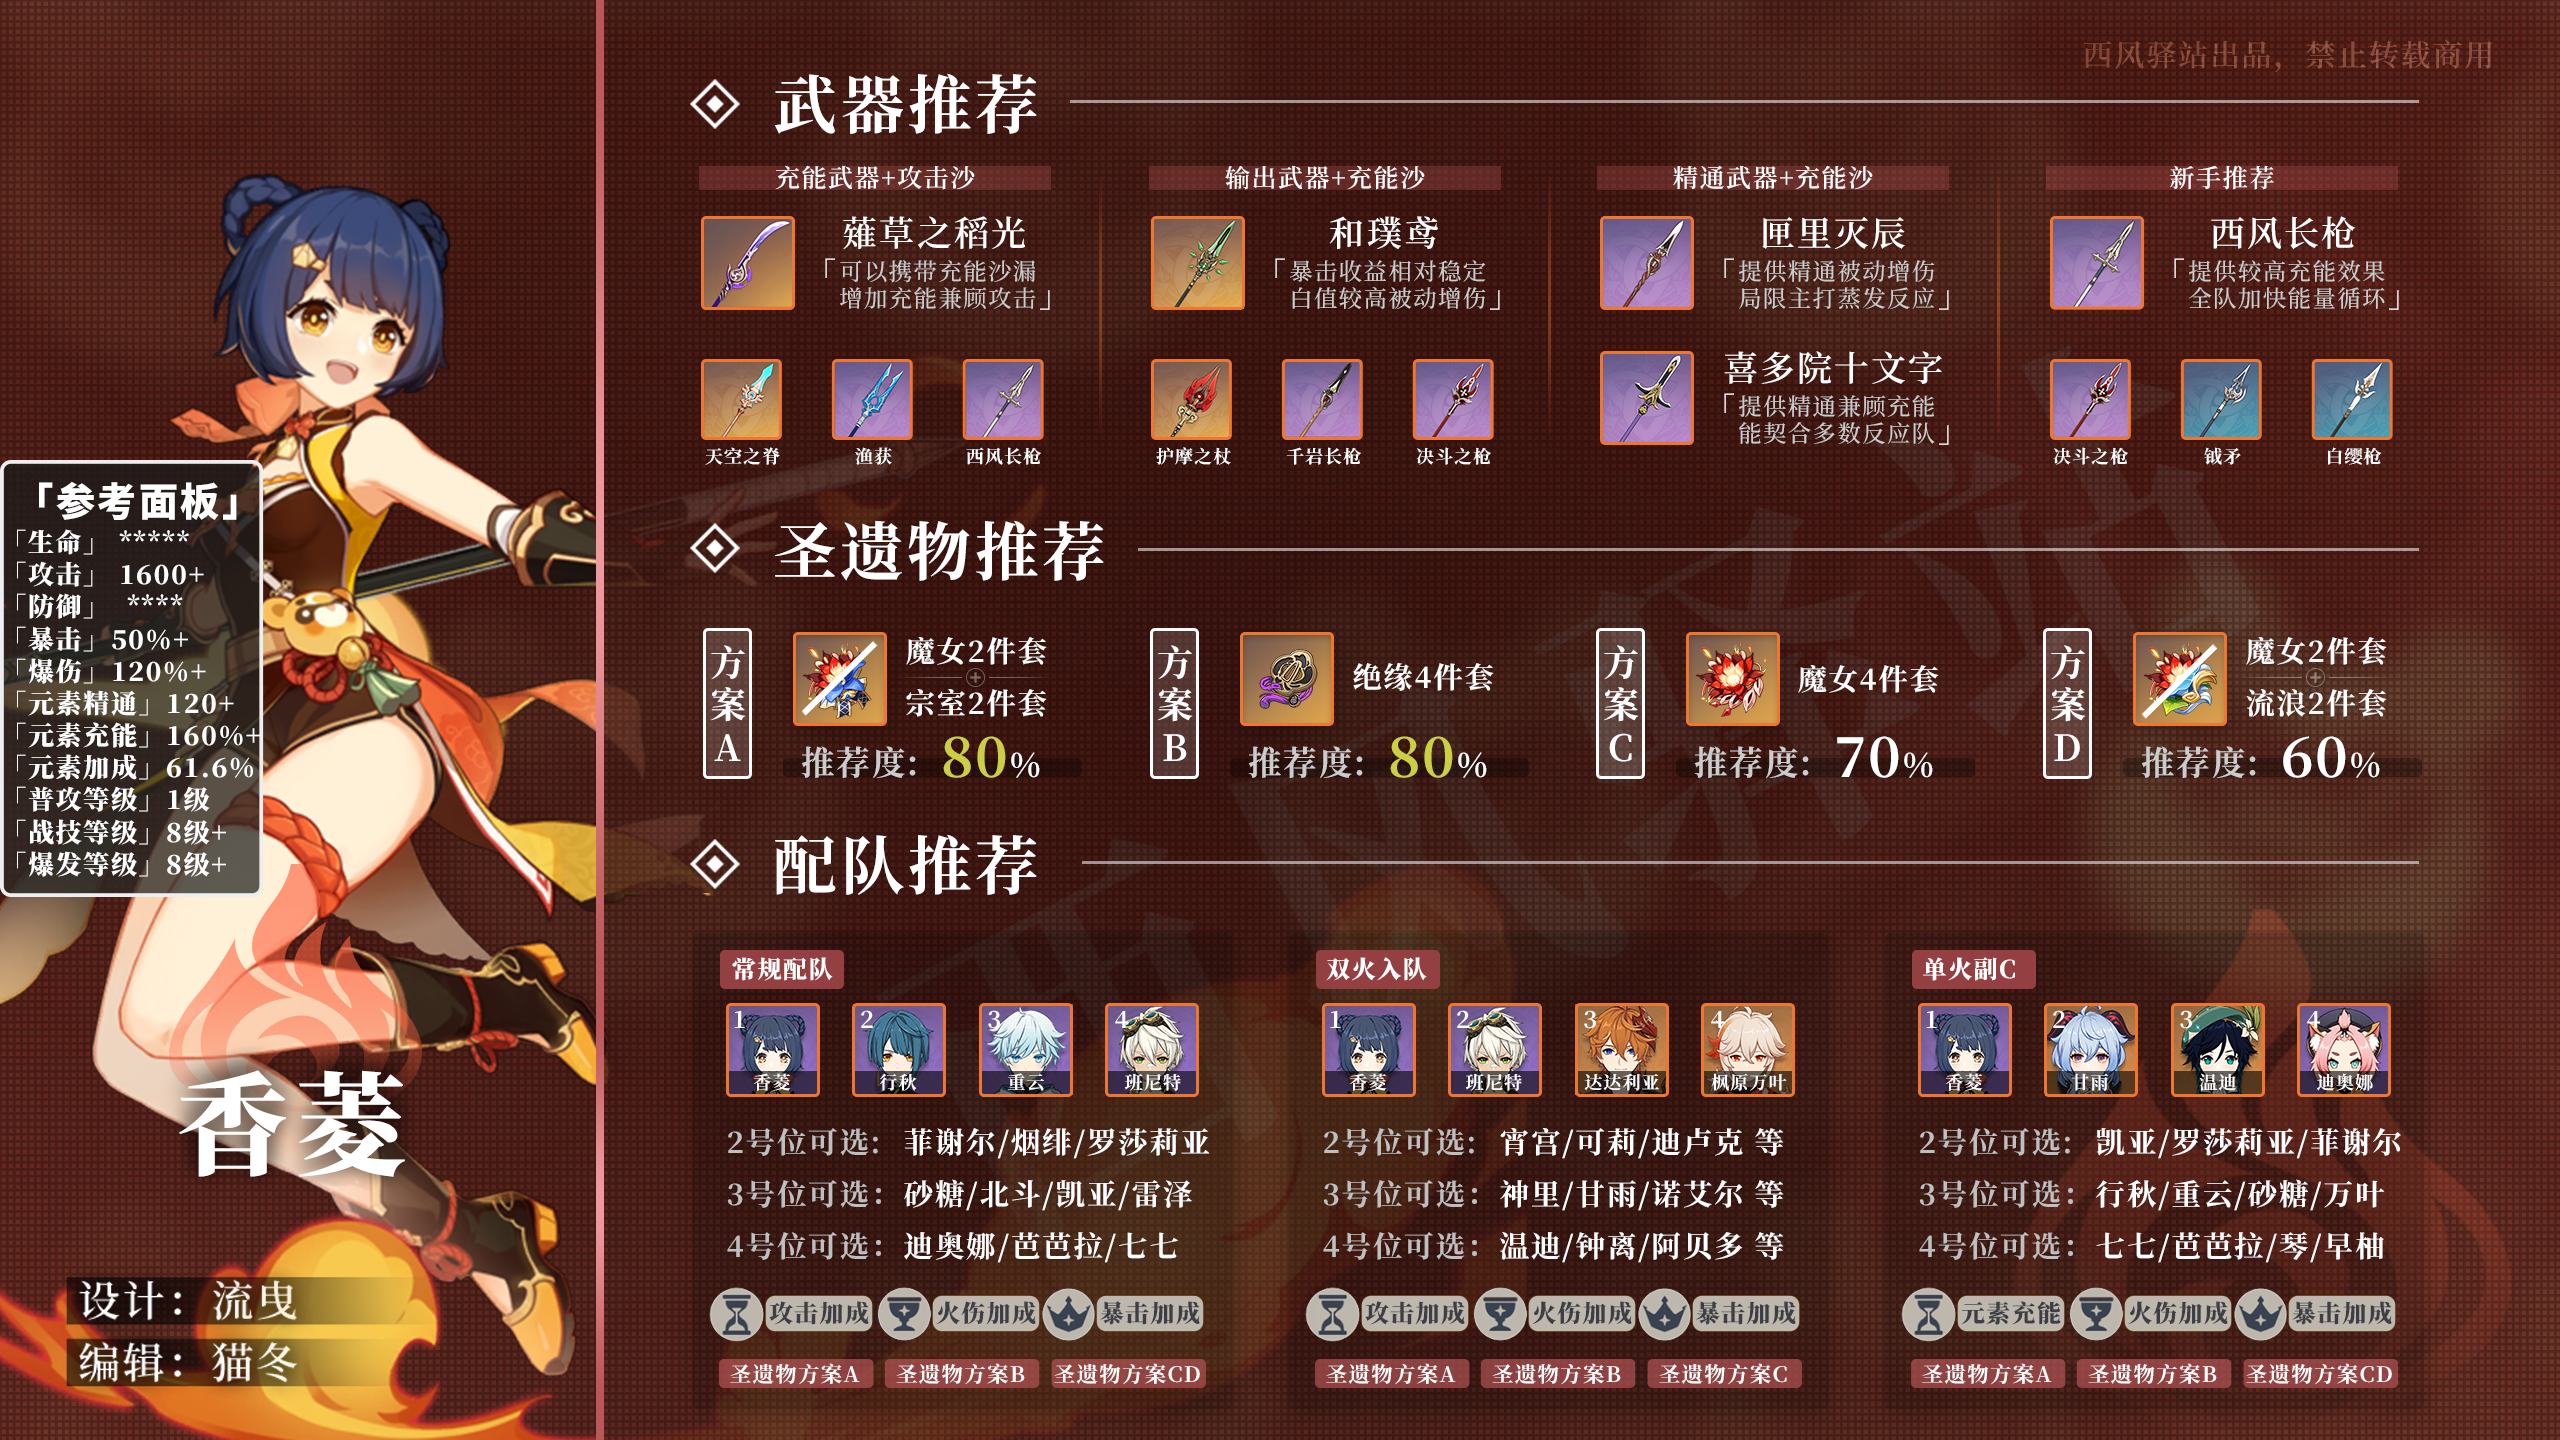 西风驿站出品，禁止转载商用
武器推荐
充能武器+攻击沙
薙草之稻光
「可以携带充能沙漏
增加充能兼顾攻击」
天空之脊 渔获 西风长枪
输出武器+充能沙
和璞鸢
「暴击收益相对稳定
白值较高被动增伤」
护摩之杖 千岩长枪 决斗之枪
精通武器+充能沙
匣里灭辰
「提供精通被动增伤
局限主打蒸发反应」
喜多院十文字
「提供精通兼顾充能
能契合多数反应队」
新手推荐
西风长枪
「提供较高充能效果
全队加快能量循环」
决斗之枪 钺矛 白缨枪
「参考面板」
「生命」 *****
「攻击」 1600+
「防御」 ****
「暴击」50%+
「爆伤」120%+
「元素精通」120+
「元素充能」160%+
「元素加成」61.6%
「普攻等级」1级
「战技等级」8级+
「爆发等级」8级+
香菱
设计：流曳
编辑：猫冬
圣遗物推荐
方案A
魔女2件套
宗室2件套
推荐度：80%
方案B
绝缘4件套
推荐度：80%
方案C
魔女4件套
推荐度：70%
方案D
魔女2件套
流浪2件套
推荐度：60%
配队推荐
常规配队
1 2 3 4
香菱 行秋 重云 班尼特
2号位可选：菲谢尔/烟绯/罗莎莉亚
3号位可选：砂糖/北斗/凯亚/雷泽
4号位可选：迪奥娜/芭芭拉/七七
攻击加成 火伤加成 暴击加成
圣遗物方案A 圣遗物方案B 圣遗物方案CD
双火入队
1 2 3 4
香菱 班尼特 达达利亚 枫原万叶
2号位可选：宵宫/可莉/迪卢克 等
3号位可选：神里/甘雨/诺艾尔 等
4号位可选：温迪/钟离/阿贝多 等
攻击加成 火伤加成 暴击加成
圣遗物方案A 圣遗物方案B 圣遗物方案C
单火副C
1 2 3 4
香菱 甘雨 温迪 迪奥娜
2号位可选：凯亚/罗莎莉亚/菲谢尔
3号位可选：行秋/重云/砂糖/万叶
4号位可选：七七/芭芭拉/琴/早柚
元素充能 火伤加成 暴击加成
圣遗物方案A 圣遗物方案B 圣遗物方案CD
西风驿站